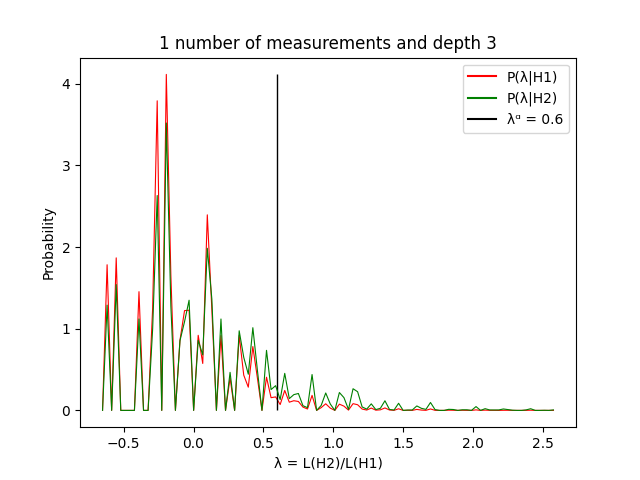 1 number of measurements and depth 3
P(λ|H1)
P(λ|H2)
λᵅ = 0.6
Probability
4
3
2
1
0
−0.5
0.0
0.5
1.0
1.5
2.0
2.5
λ = L(H2)/L(H1)